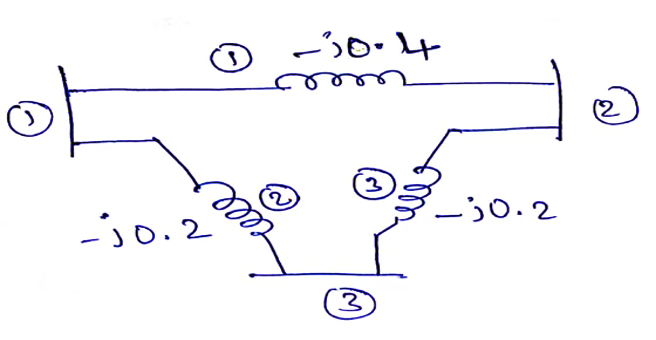 ① -j0.4
① ②
② ③
-j0.2 -j0.2
③